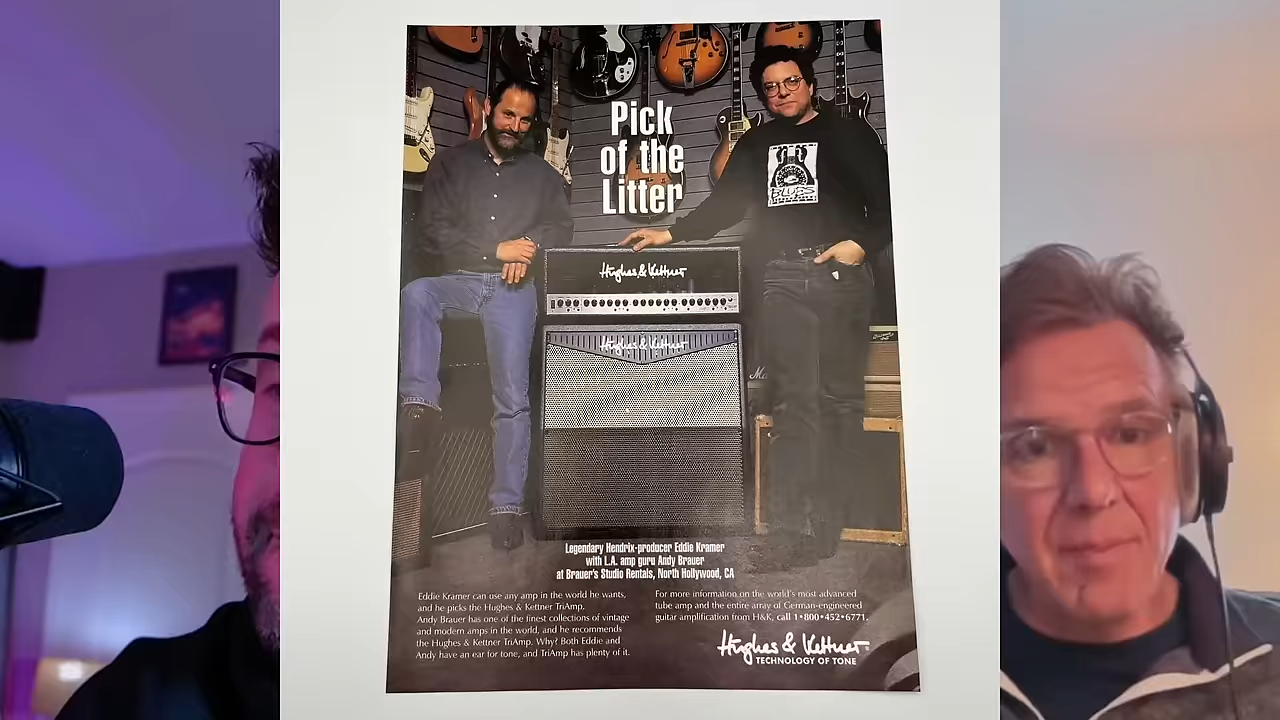 Pick
of the
Litter
BLUES
Hughes & Kettner
Hughes & Kettner
Legendary Hendrix-producer Eddie Kramer
with L.A. amp guru Andy Brauer
at Brauer's Studio Rentals, North Hollywood, CA
Eddie Kramer can use any amp in the world he wants,
and he picks the Hughes & Kettner TriAmp.
Andy Brauer has one of the finest collections of vintage
and modern amps in the world, and he recommends
the Hughes & Kettner TriAmp. Why? Both Eddie and
Andy have an ear for tone, and TriAmp has plenty of it.
For more information on the world's most advanced
tube amp and the entire array of German-engineered
guitar amplification from H&K, call 1•800•452•6771.
Hughes & Kettner
TECHNOLOGY OF TONE